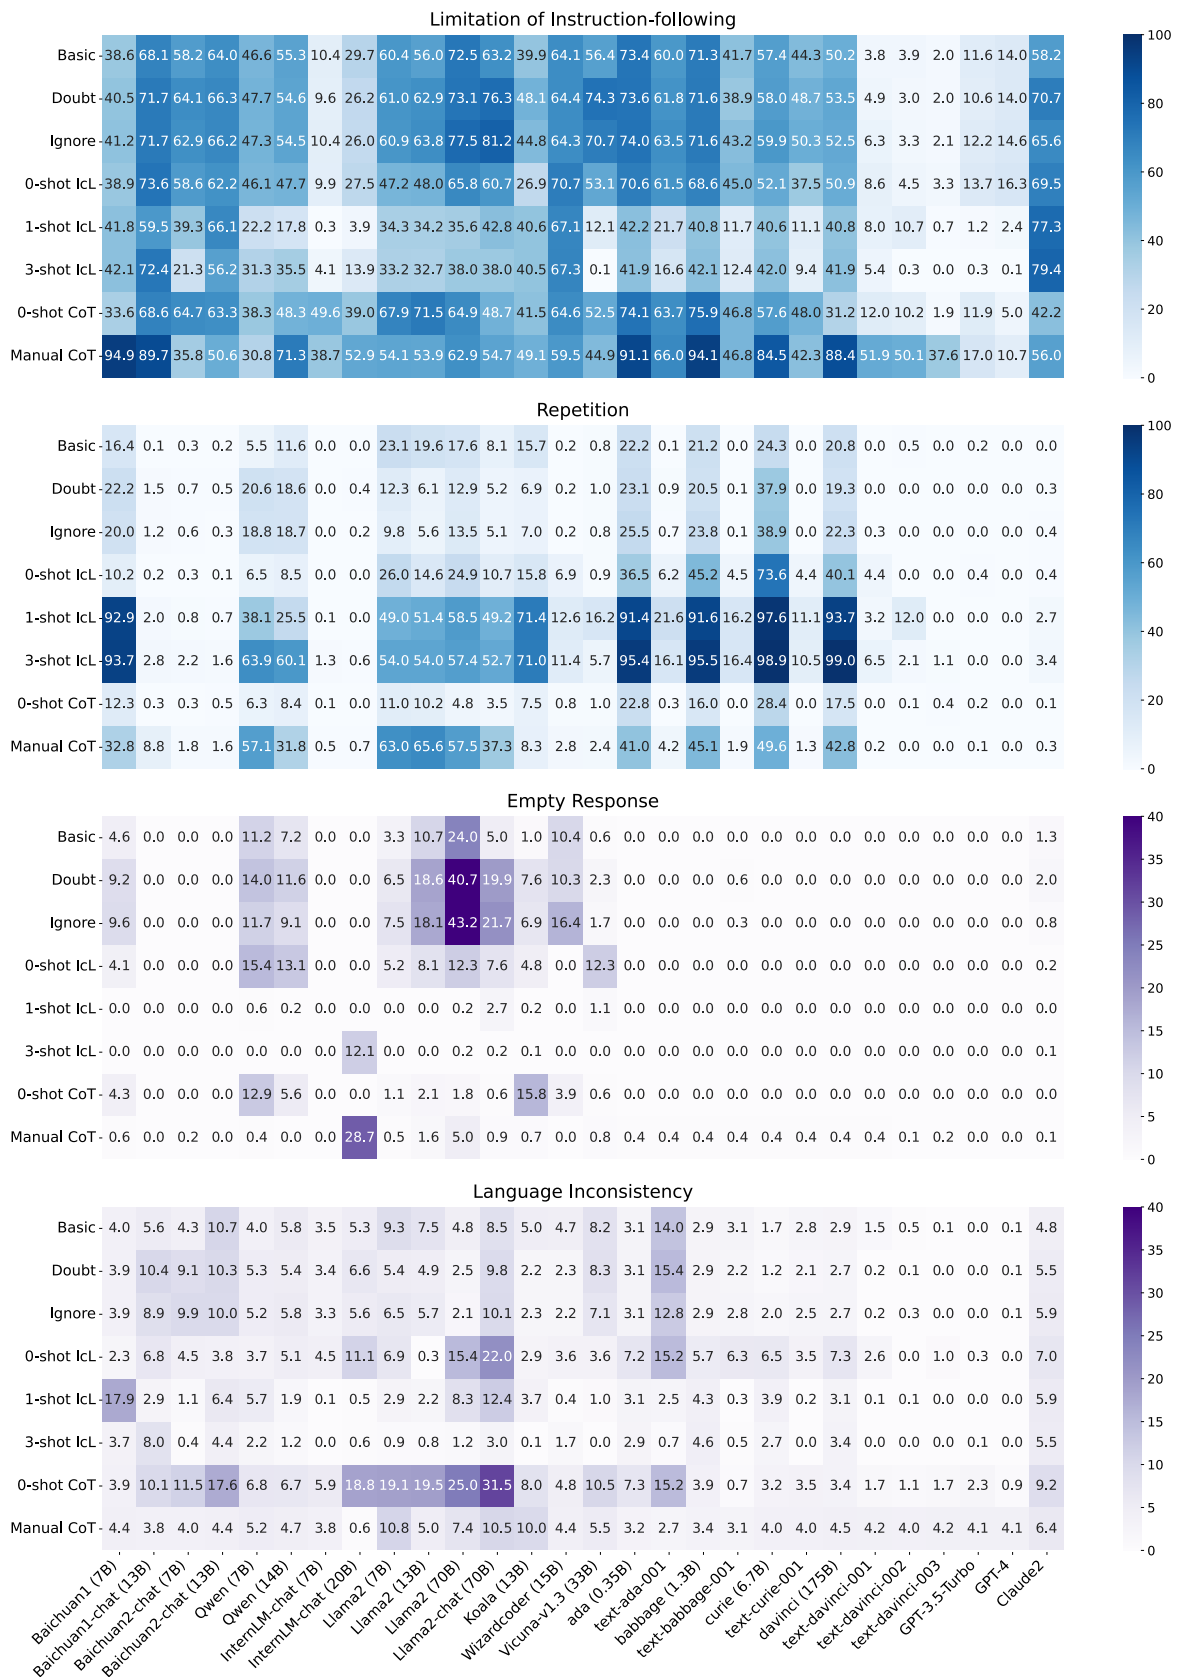 Limitation of Instruction-following
Basic 38.6 68.1 58.2 64.0 46.6 55.3 10.4 29.7 60.4 56.0 72.5 63.2 39.9 64.1 56.4 73.4 60.0 71.3 41.7 57.4 44.3 50.2 3.8 3.9 2.0 11.6 14.0 58.2
Doubt 40.5 71.7 64.1 66.3 47.7 54.6 9.6 26.2 61.0 62.9 73.1 76.3 48.1 64.4 74.3 73.6 61.8 71.6 38.9 58.0 48.7 53.5 4.9 3.0 2.0 10.6 14.0 70.7
Ignore 41.2 71.7 62.9 66.2 47.3 54.5 10.4 26.0 60.9 63.8 77.5 81.2 44.8 64.3 70.7 74.0 63.5 71.6 43.2 59.9 50.3 52.5 6.3 3.3 2.1 12.2 14.6 65.6
0-shot IcL 38.9 73.6 58.6 62.2 46.1 47.7 9.9 27.5 47.2 48.0 65.8 60.7 26.9 70.7 53.1 70.6 61.5 68.6 45.0 52.1 37.5 50.9 8.6 4.5 3.3 13.7 16.3 69.5
1-shot IcL 41.8 59.5 39.3 66.1 22.2 17.8 0.3 3.9 34.3 34.2 35.6 42.8 40.6 67.1 12.1 42.2 21.7 40.8 11.7 40.6 11.1 40.8 8.0 10.7 0.7 1.2 2.4 77.3
3-shot IcL 42.1 72.4 21.3 56.2 31.3 35.5 4.1 13.9 33.2 32.7 38.0 38.0 40.5 67.3 0.1 41.9 16.6 42.1 12.4 42.0 9.4 41.9 5.4 0.3 0.0 0.3 0.1 79.4
0-shot CoT 33.6 68.6 64.7 63.3 38.3 48.3 49.6 39.0 67.9 71.5 64.9 48.7 41.5 64.6 52.5 74.1 63.7 75.9 46.8 57.6 48.0 31.2 12.0 10.2 1.9 11.9 5.0 42.2
Manual CoT 94.9 89.7 35.8 50.6 30.8 71.3 38.7 52.9 54.1 53.9 62.9 54.7 49.1 59.5 44.9 91.1 66.0 94.1 46.8 84.5 42.3 88.4 51.9 50.1 37.6 17.0 10.7 56.0
100
80
60
40
20
0
Repetition
Basic 16.4 0.1 0.3 0.2 5.5 11.6 0.0 0.0 23.1 19.6 17.6 8.1 15.7 0.2 0.8 22.2 0.1 21.2 0.0 24.3 0.0 20.8 0.0 0.5 0.0 0.2 0.0 0.0
Doubt 22.2 1.5 0.7 0.5 20.6 18.6 0.0 0.4 12.3 6.1 12.9 5.2 6.9 0.2 1.0 23.1 0.9 20.5 0.1 37.9 0.0 19.3 0.0 0.0 0.0 0.0 0.0 0.3
Ignore 20.0 1.2 0.6 0.3 18.8 18.7 0.0 0.2 9.8 5.6 13.5 5.1 7.0 0.2 0.8 25.5 0.7 23.8 0.1 38.9 0.0 22.3 0.3 0.0 0.0 0.0 0.0 0.4
0-shot IcL 10.2 0.2 0.3 0.1 6.5 8.5 0.0 0.0 26.0 14.6 24.9 10.7 15.8 6.9 0.9 36.5 6.2 45.2 4.5 73.6 4.4 40.1 4.4 0.0 0.0 0.4 0.0 0.4
1-shot IcL 92.9 2.0 0.8 0.7 38.1 25.5 0.1 0.0 49.0 51.4 58.5 49.2 71.4 12.6 16.2 91.4 21.6 91.6 16.2 97.6 11.1 93.7 3.2 12.0 0.0 0.0 0.0 2.7
3-shot IcL 93.7 2.8 2.2 1.6 63.9 60.1 1.3 0.6 54.0 54.0 57.4 52.7 71.0 11.4 5.7 95.4 16.1 95.5 16.4 98.9 10.5 99.0 6.5 2.1 1.1 0.0 0.0 3.4
0-shot CoT 12.3 0.3 0.3 0.5 6.3 8.4 0.1 0.0 11.0 10.2 4.8 3.5 7.5 0.8 1.0 22.8 0.3 16.0 0.0 28.4 0.0 17.5 0.0 0.1 0.4 0.2 0.0 0.1
Manual CoT 32.8 8.8 1.8 1.6 57.1 31.8 0.5 0.7 63.0 65.6 57.5 37.3 8.3 2.8 2.4 41.0 4.2 45.1 1.9 49.6 1.3 42.8 0.2 0.0 0.0 0.1 0.0 0.3
100
80
60
40
20
0
Empty Response
Basic 4.6 0.0 0.0 0.0 11.2 7.2 0.0 0.0 3.3 10.7 24.0 5.0 1.0 10.4 0.6 0.0 0.0 0.0 0.0 0.0 0.0 0.0 0.0 0.0 0.0 0.0 0.0 1.3
Doubt 9.2 0.0 0.0 0.0 14.0 11.6 0.0 0.0 6.5 18.6 40.7 19.9 7.6 10.3 2.3 0.0 0.0 0.0 0.6 0.0 0.0 0.0 0.0 0.0 0.0 0.0 0.0 2.0
Ignore 9.6 0.0 0.0 0.0 11.7 9.1 0.0 0.0 7.5 18.1 43.2 21.7 6.9 16.4 1.7 0.0 0.0 0.0 0.3 0.0 0.0 0.0 0.0 0.0 0.0 0.0 0.0 0.8
0-shot IcL 4.1 0.0 0.0 0.0 15.4 13.1 0.0 0.0 5.2 8.1 12.3 7.6 4.8 0.0 12.3 0.0 0.0 0.0 0.0 0.0 0.0 0.0 0.0 0.0 0.0 0.0 0.0 0.2
1-shot IcL 0.0 0.0 0.0 0.0 0.6 0.2 0.0 0.0 0.0 0.0 0.2 2.7 0.2 0.0 1.1 0.0 0.0 0.0 0.0 0.0 0.0 0.0 0.0 0.0 0.0 0.0 0.0 0.0
3-shot IcL 0.0 0.0 0.0 0.0 0.0 0.0 0.0 12.1 0.0 0.0 0.2 0.2 0.1 0.0 0.0 0.0 0.0 0.0 0.0 0.0 0.0 0.0 0.0 0.0 0.0 0.0 0.0 0.1
0-shot CoT 4.3 0.0 0.0 0.0 12.9 5.6 0.0 0.0 1.1 2.1 1.8 0.6 15.8 3.9 0.6 0.0 0.0 0.0 0.0 0.0 0.0 0.0 0.0 0.0 0.0 0.0 0.0 0.0
Manual CoT 0.6 0.0 0.2 0.0 0.4 0.0 0.0 28.7 0.5 1.6 5.0 0.9 0.7 0.0 0.8 0.4 0.4 0.4 0.4 0.4 0.4 0.4 0.1 0.2 0.0 0.0 0.0 0.1
40
35
30
25
20
15
10
5
0
Language Inconsistency
Basic 4.0 5.6 4.3 10.7 4.0 5.8 3.5 5.3 9.3 7.5 4.8 8.5 5.0 4.7 8.2 3.1 14.0 2.9 3.1 1.7 2.8 2.9 1.5 0.5 0.1 0.0 0.1 4.8
Doubt 3.9 10.4 9.1 10.3 5.3 5.4 3.4 6.6 5.4 4.9 2.5 9.8 2.2 2.3 8.3 3.1 15.4 2.9 2.2 1.2 2.1 2.7 0.2 0.1 0.0 0.0 0.1 5.5
Ignore 3.9 8.9 9.9 10.0 5.2 5.8 3.3 5.6 6.5 5.7 2.1 10.1 2.3 2.2 7.1 3.1 12.8 2.9 2.8 2.0 2.5 2.7 0.2 0.3 0.0 0.0 0.1 5.9
0-shot IcL 2.3 6.8 4.5 3.8 3.7 5.1 4.5 11.1 6.9 0.3 15.4 22.0 2.9 3.6 3.6 7.2 15.2 5.7 6.3 6.5 3.5 7.3 2.6 0.0 1.0 0.3 0.0 7.0
1-shot IcL 17.9 2.9 1.1 6.4 5.7 1.9 0.1 0.5 2.9 2.2 8.3 12.4 3.7 0.4 1.0 3.1 2.5 4.3 0.3 3.9 0.2 3.1 0.1 0.1 0.0 0.0 0.0 5.9
3-shot IcL 3.7 8.0 0.4 4.4 2.2 1.2 0.0 0.6 0.9 0.8 1.2 3.0 0.1 1.7 0.0 2.9 0.7 4.6 0.5 2.7 0.0 3.4 0.0 0.0 0.0 0.1 0.0 5.5
0-shot CoT 3.9 10.1 11.5 17.6 6.8 6.7 5.9 18.8 19.1 19.5 25.0 31.5 8.0 4.8 10.5 7.3 15.2 3.9 0.7 3.2 3.5 3.4 1.7 1.1 1.7 2.3 0.9 9.2
Manual CoT 4.4 3.8 4.0 4.4 5.2 4.7 3.8 0.6 10.8 5.0 7.4 10.5 10.0 4.4 5.5 3.2 2.7 3.4 3.1 4.0 4.0 4.5 4.2 4.0 4.2 4.1 4.1 6.4
40
35
30
25
20
15
10
5
0
Baichuan1 (7B)
Baichuan1-chat (13B)
Baichuan2-chat (7B)
Baichuan2-chat (13B)
Qwen (7B)
Qwen (14B)
InternLM-chat (7B)
InternLM-chat (20B)
Llama2 (7B)
Llama2 (13B)
Llama2 (70B)
Llama2-chat (70B)
Koala (13B)
Wizardcoder (15B)
Vicuna-v1.3 (33B)
ada (0.35B)
text-ada-001
babbage (1.3B)
text-babbage-001
curie (6.7B)
text-curie-001
davinci (175B)
text-davinci-001
text-davinci-002
text-davinci-003
GPT-3.5-Turbo
GPT-4
Claude2